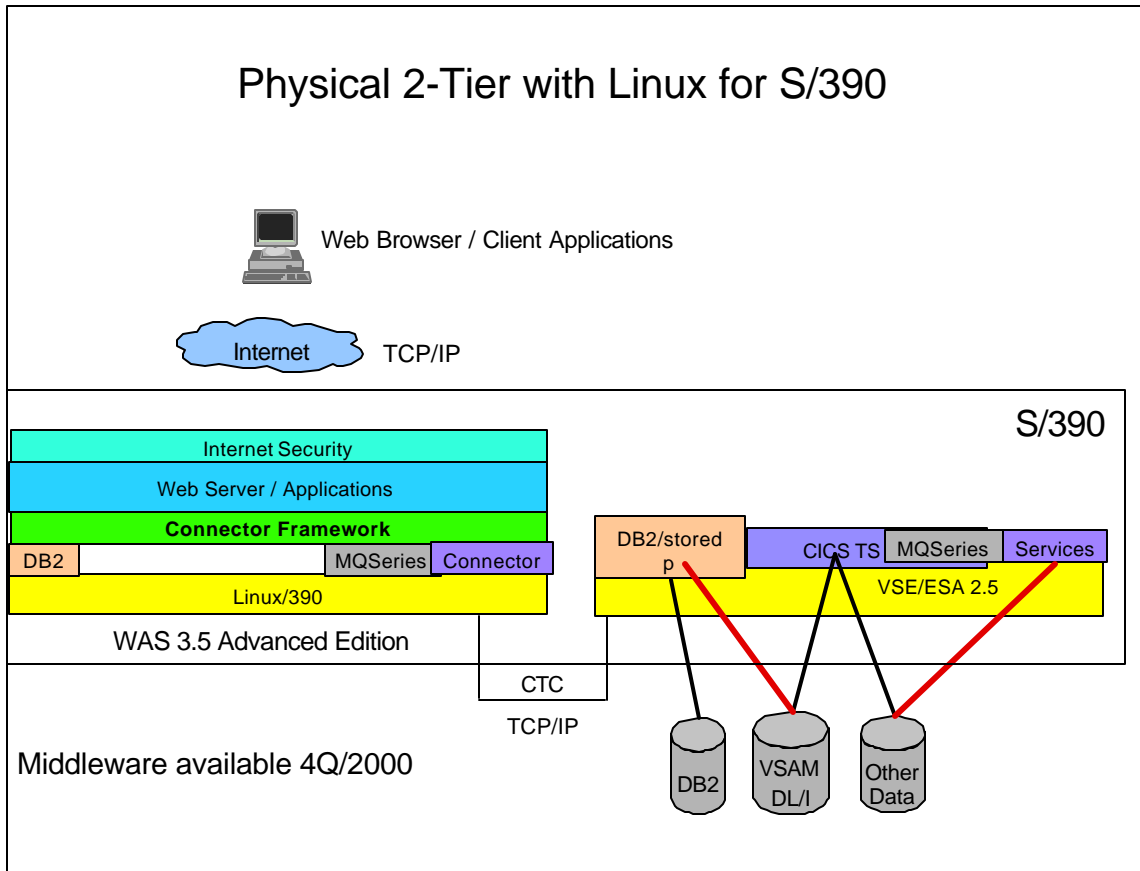 Physical 2-Tier with Linux for S/390
Web Browser / Client Applications
Internet
TCP/IP
S/390
Internet Security
Web Server / Applications
Connector Framework
DB2
MQSeries
Connector
Linux/390
WAS 3.5 Advanced Edition
DB2/stored
p
CICS TS
MQSeries
Services
VSE/ESA 2.5
CTC
TCP/IP
Middleware available 4Q/2000
DB2
VSAM
DL/I
Other
Data